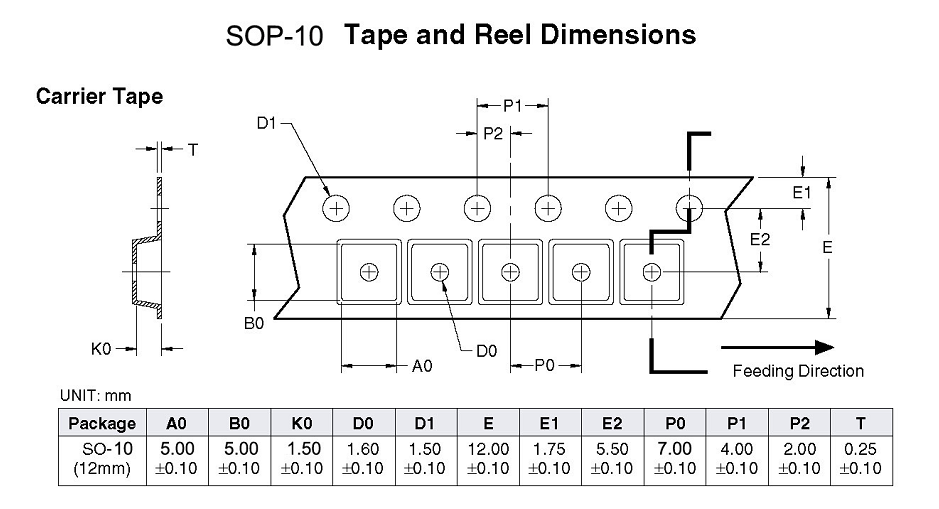 SOP-10 Tape and Reel Dimensions
Carrier Tape
P1
D1
P2
T
E1
E2
E
B0
K0
D0
A0
P0
Feeding Direction
UNIT: mm
Package A0 B0 K0 D0 D1 E E1 E2 P0 P1 P2 T
SO-10 5.00 5.00 1.50 1.60 1.50 12.00 1.75 5.50 7.00 4.00 2.00 0.25
(12mm) ±0.10 ±0.10 ±0.10 ±0.10 ±0.10 ±0.10 ±0.10 ±0.10 ±0.10 ±0.10 ±0.10 ±0.10